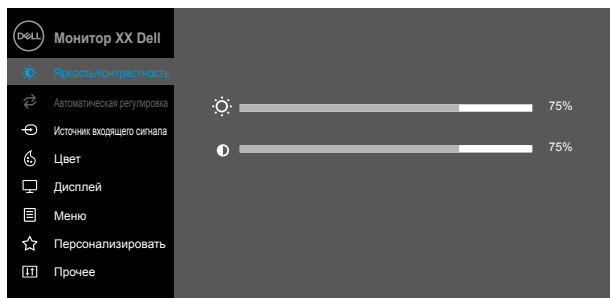 DELL
Монитор XX Dell
Яркость/контрастность
Автоматическая регулировка
Источник входящего сигнала
Цвет
Дисплей
Меню
Персонализировать
Прочее
75%
75%